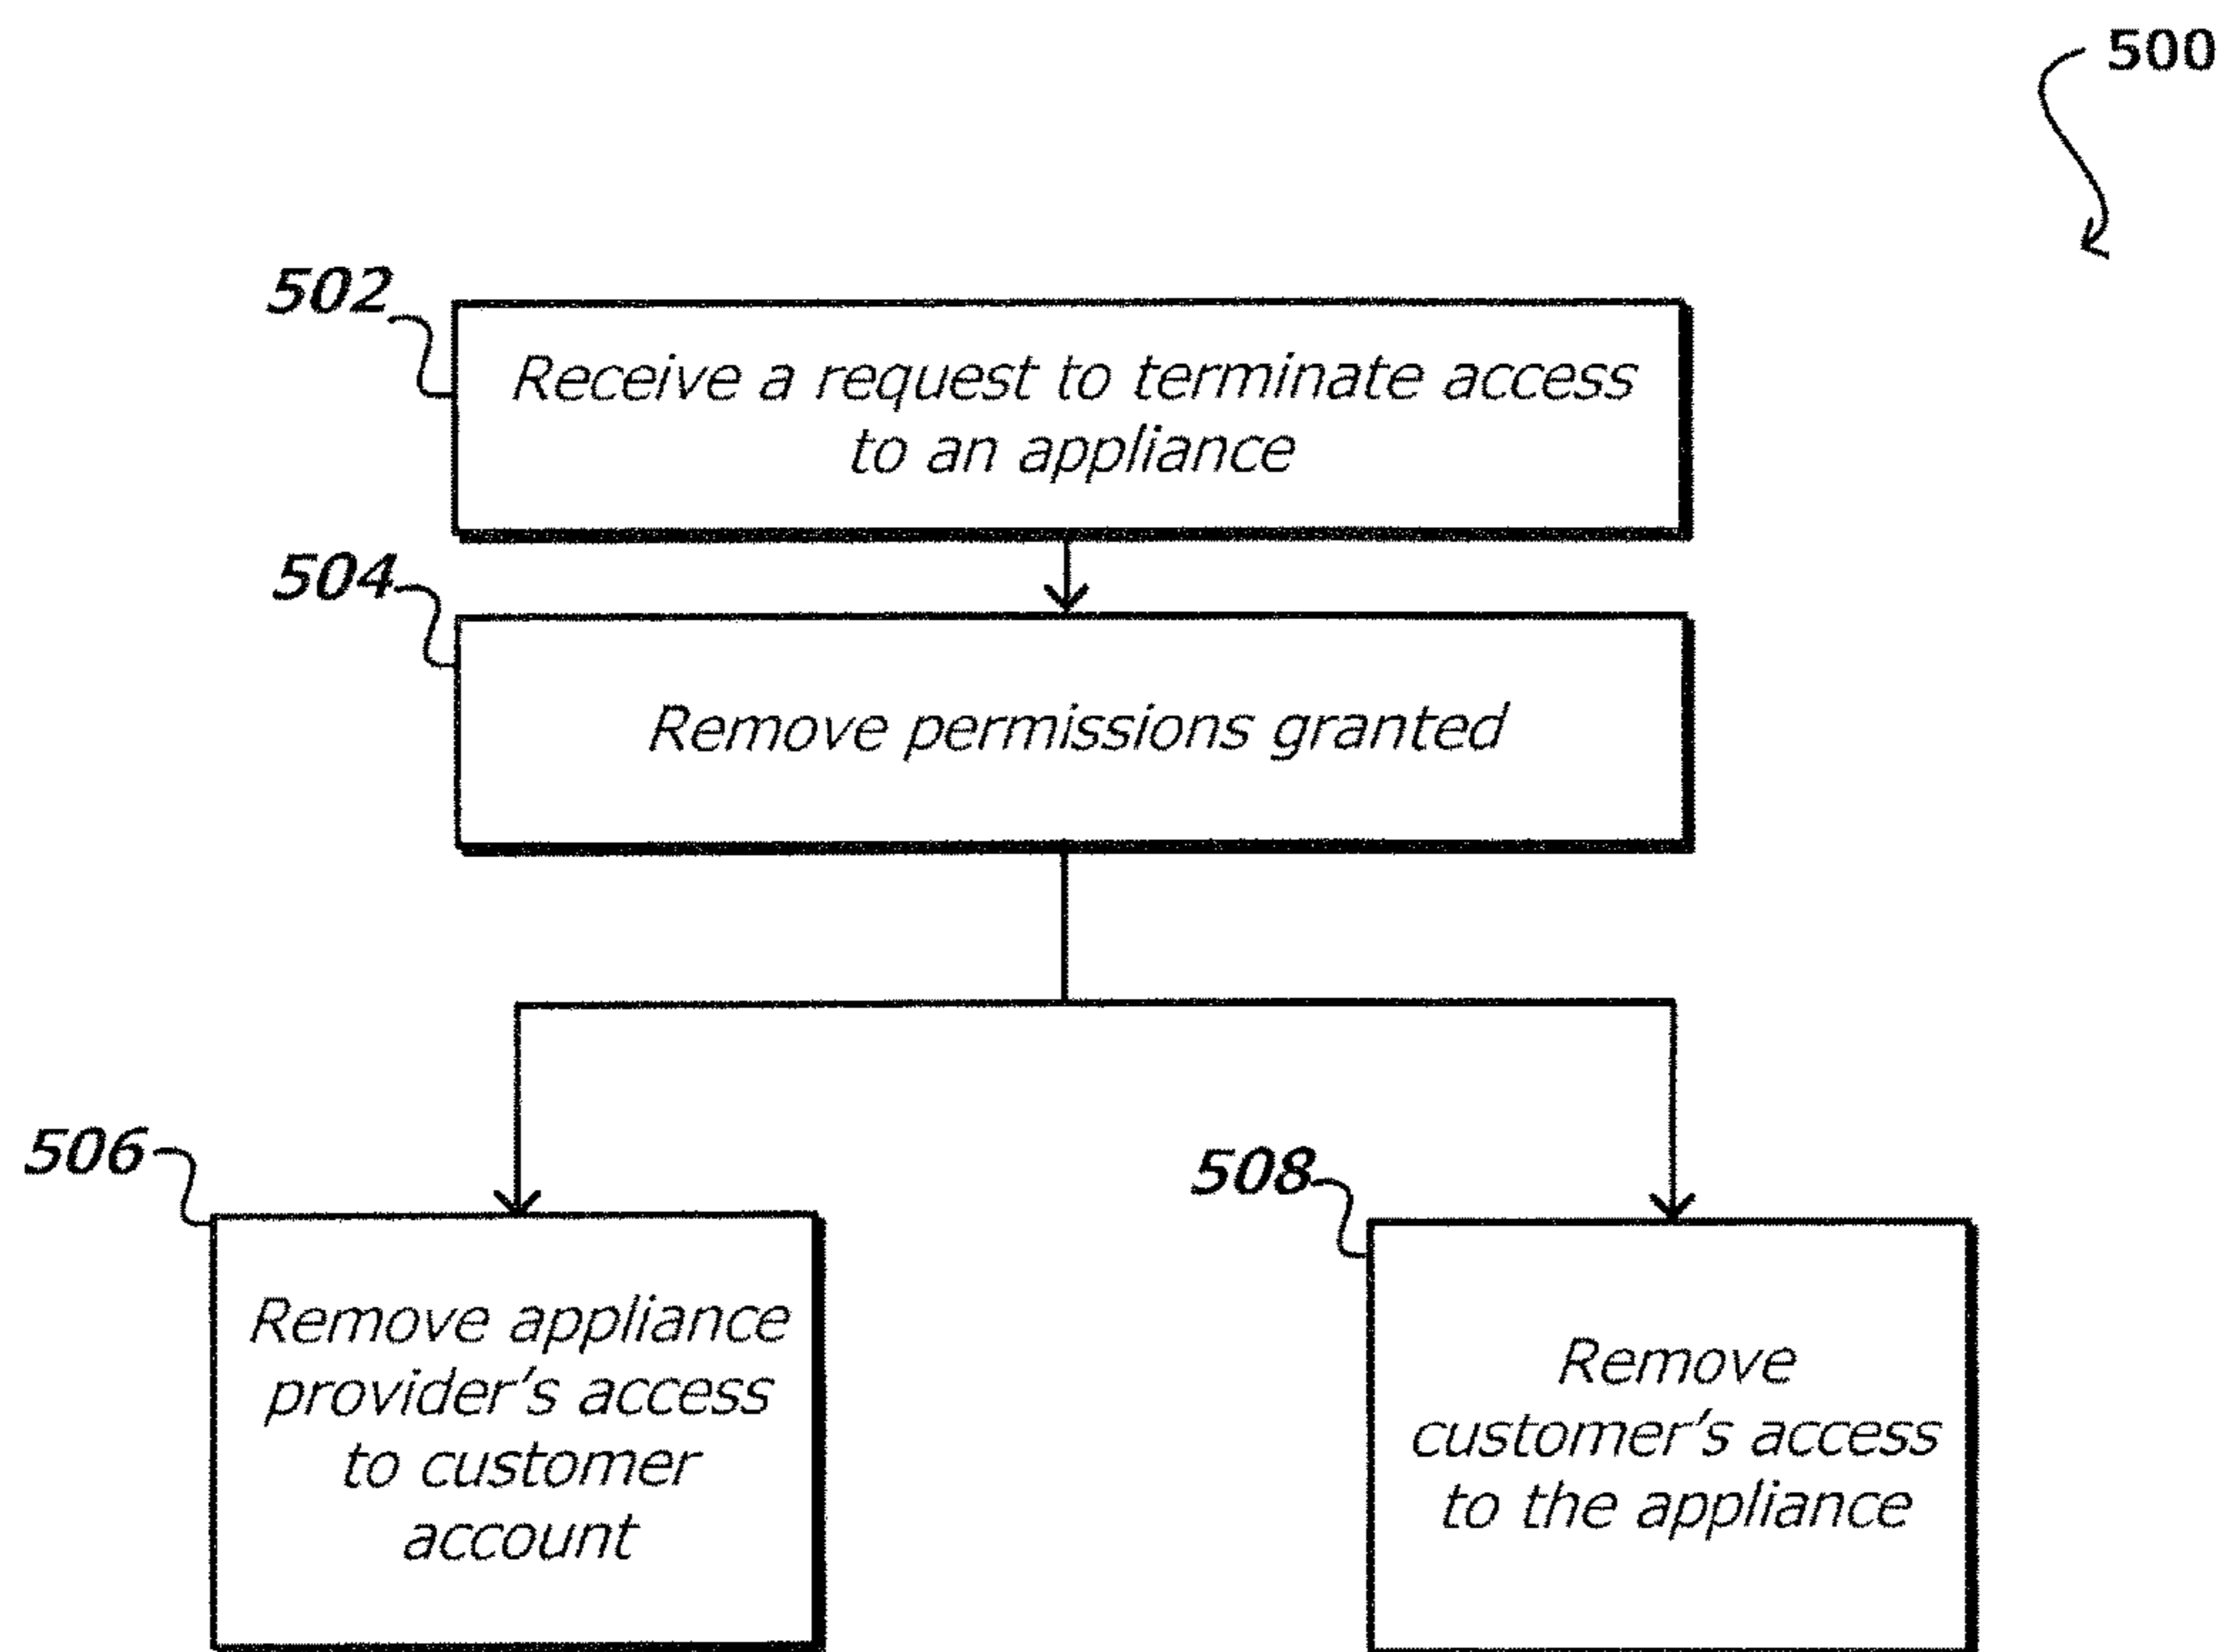 500
502
Receive a request to terminate access
to an appliance
504
Remove permissions granted
506
Remove appliance
provider's access
to customer
account
508
Remove
customer's access
to the appliance